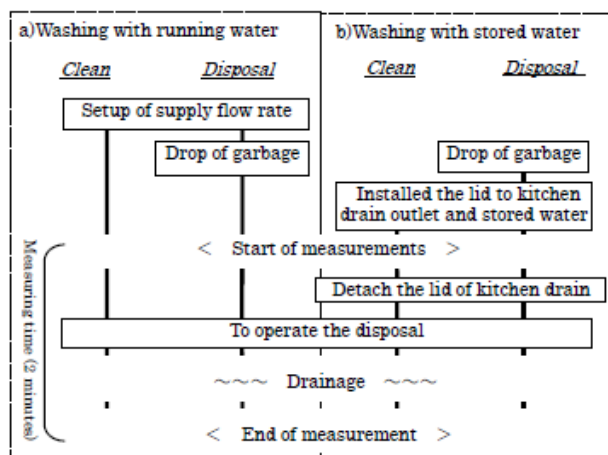 a)Washing with running water
b)Washing with stored water
Clean
Disposal
Clean
Disposal
Setup of supply flow rate
Drop of garbage
Drop of garbage
Installed the lid to kitchen
drain outlet and stored water
Measuring time (2 minutes)
< Start of measurements >
Detach the lid of kitchen drain
To operate the disposal
~~~ Drainage ~~~
< End of measurement >